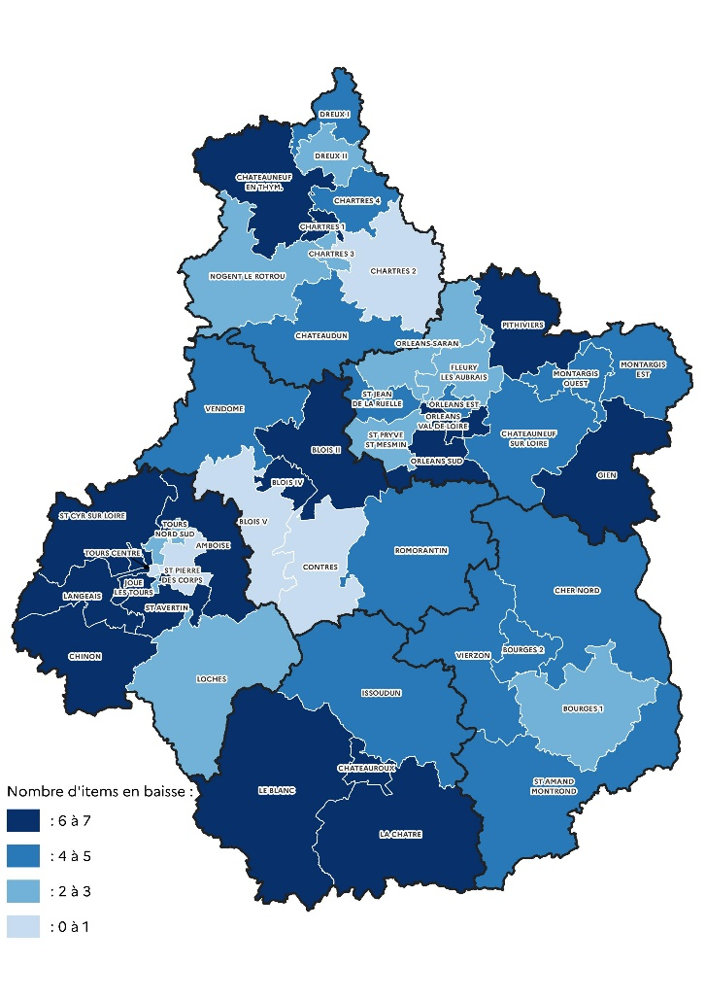 DREUX I
DREUX II
CHATEAUNEUF
EN THYM.
CHARTRES 4
CHARTRES 1
CHARTRES 3
CHARTRES 2
NOGENT LE ROTROU
PITHIVIERS
CHATEAUDUN
ORLEANS-SARAN
MONTARGIS
EST
MONTARGIS
OUEST
FLEURY
LES AUBRAIS
ST JEAN
DE LA RUELLE
ORLEANS EST
VENDOME
ORLEANS
VAL DE LOIRE
ST PRYVE
ST MESMIN
CHATEAUNEUF
SUR LOIRE
BLOIS II
ORLEANS SUD
GIEN
BLOIS IV
ST CYR SUR LOIRE
TOURS
NORD SUD
BLOIS V
AMBOISE
TOURS CENTRE
ROMORANTIN
CONTRES
ST PIERRE
DES CORPS
JOUE
LES TOURS
LANGEAIS
CHER NORD
ST AVERTIN
CHINON
VIERZON
BOURGES 2
LOCHES
ISSOUDUN
BOURGES 1
CHATEAUROUX
LE BLANC
ST AMAND
MONTROND
LA CHATRE
Nombre d'items en baisse :
: 6 à 7
: 4 à 5
: 2 à 3
: 0 à 1